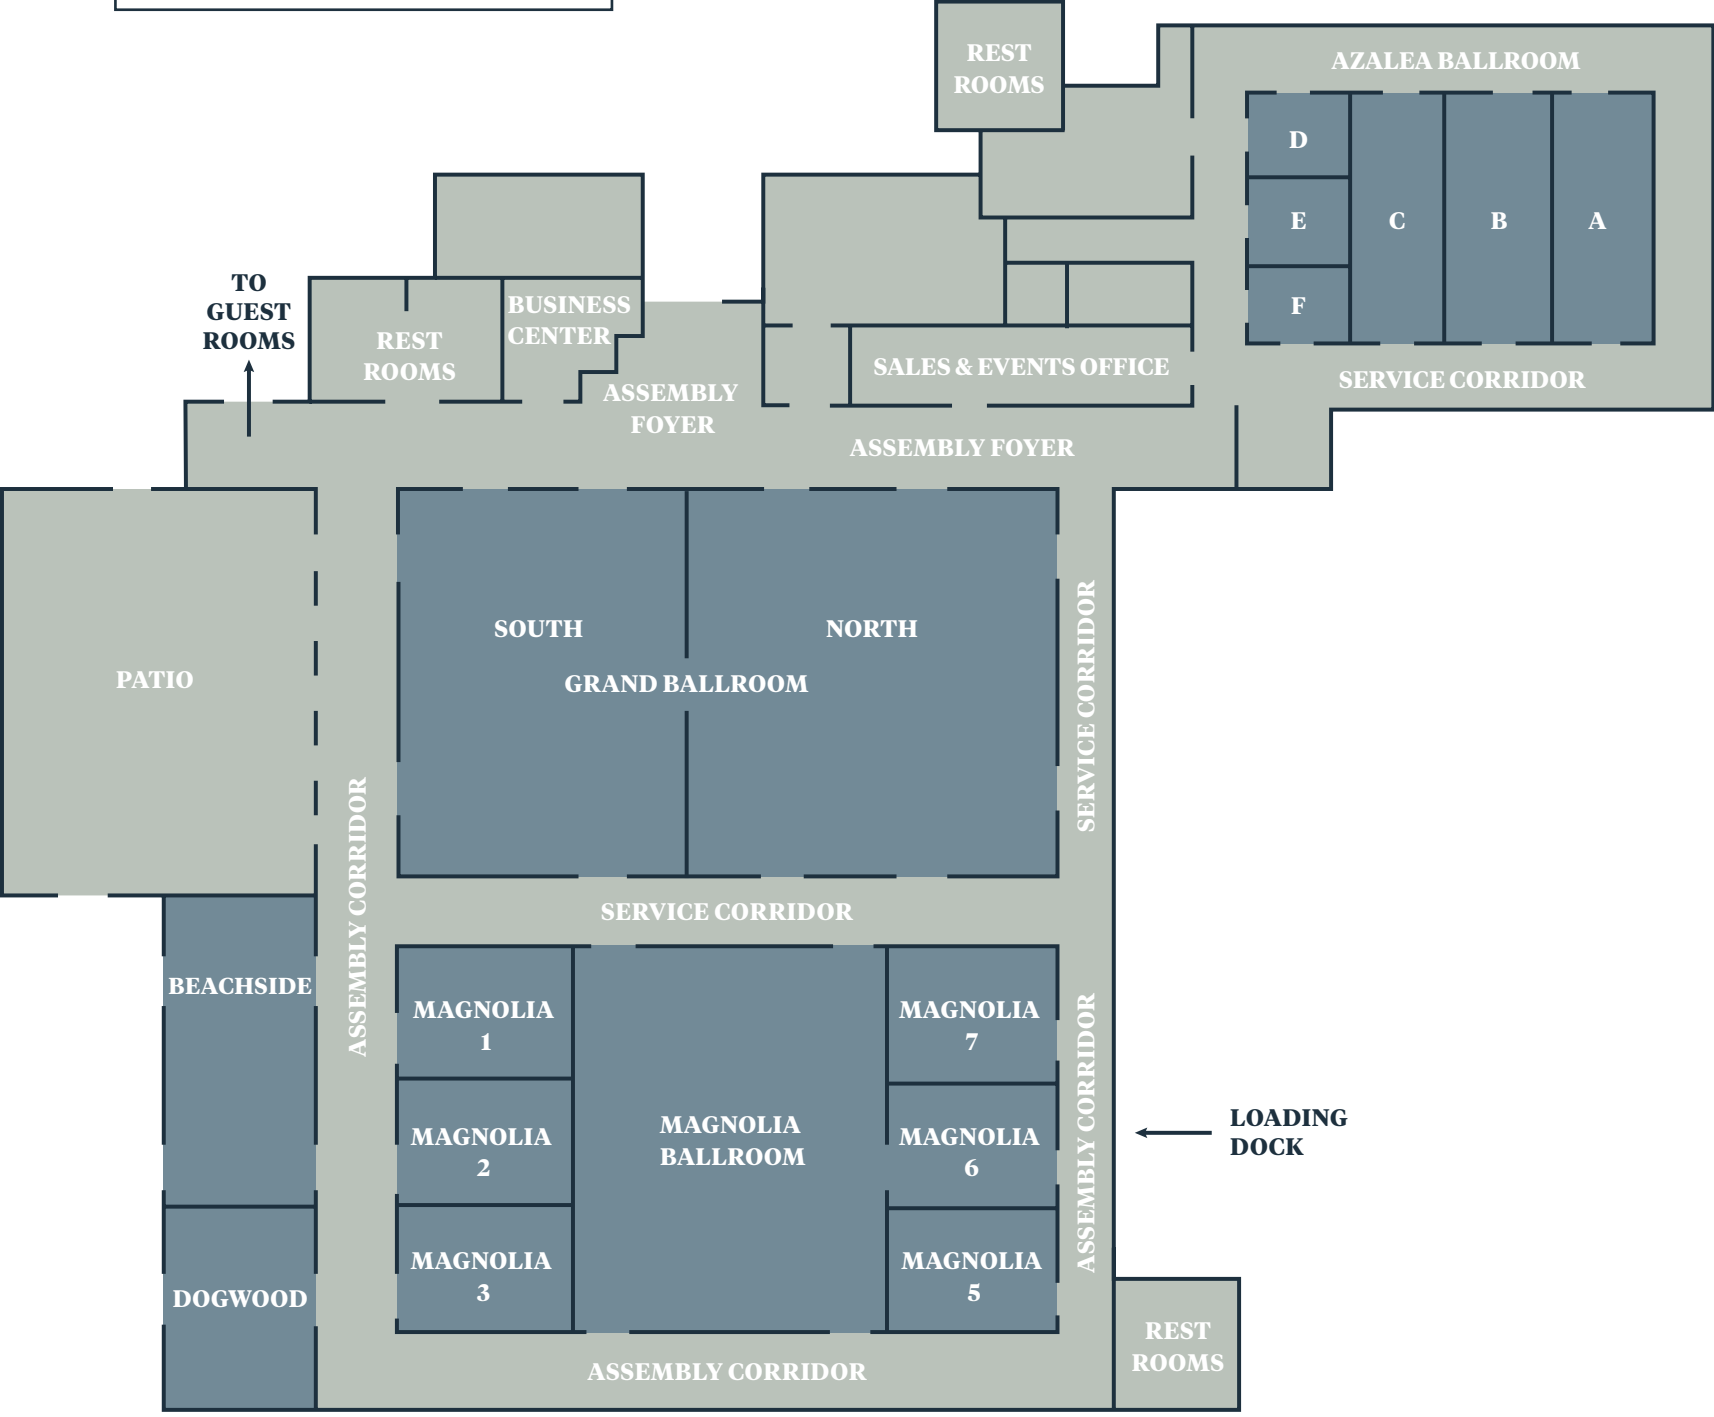 REST
ROOMS
AZALEA BALLROOM
D
E
F
C
B
A
SERVICE CORRIDOR
TO
GUEST
ROOMS
REST
ROOMS
BUSINESS
CENTER
ASSEMBLY
FOYER
SALES & EVENTS OFFICE
ASSEMBLY FOYER
PATIO
SOUTH
NORTH
GRAND BALLROOM
SERVICE CORRIDOR
ASSEMBLY CORRIDOR
SERVICE CORRIDOR
BEACHSIDE
DOGWOOD
MAGNOLIA
1
MAGNOLIA
2
MAGNOLIA
3
MAGNOLIA
BALLROOM
MAGNOLIA
7
MAGNOLIA
6
MAGNOLIA
5
ASSEMBLY CORRIDOR
LOADING
DOCK
REST
ROOMS
ASSEMBLY CORRIDOR